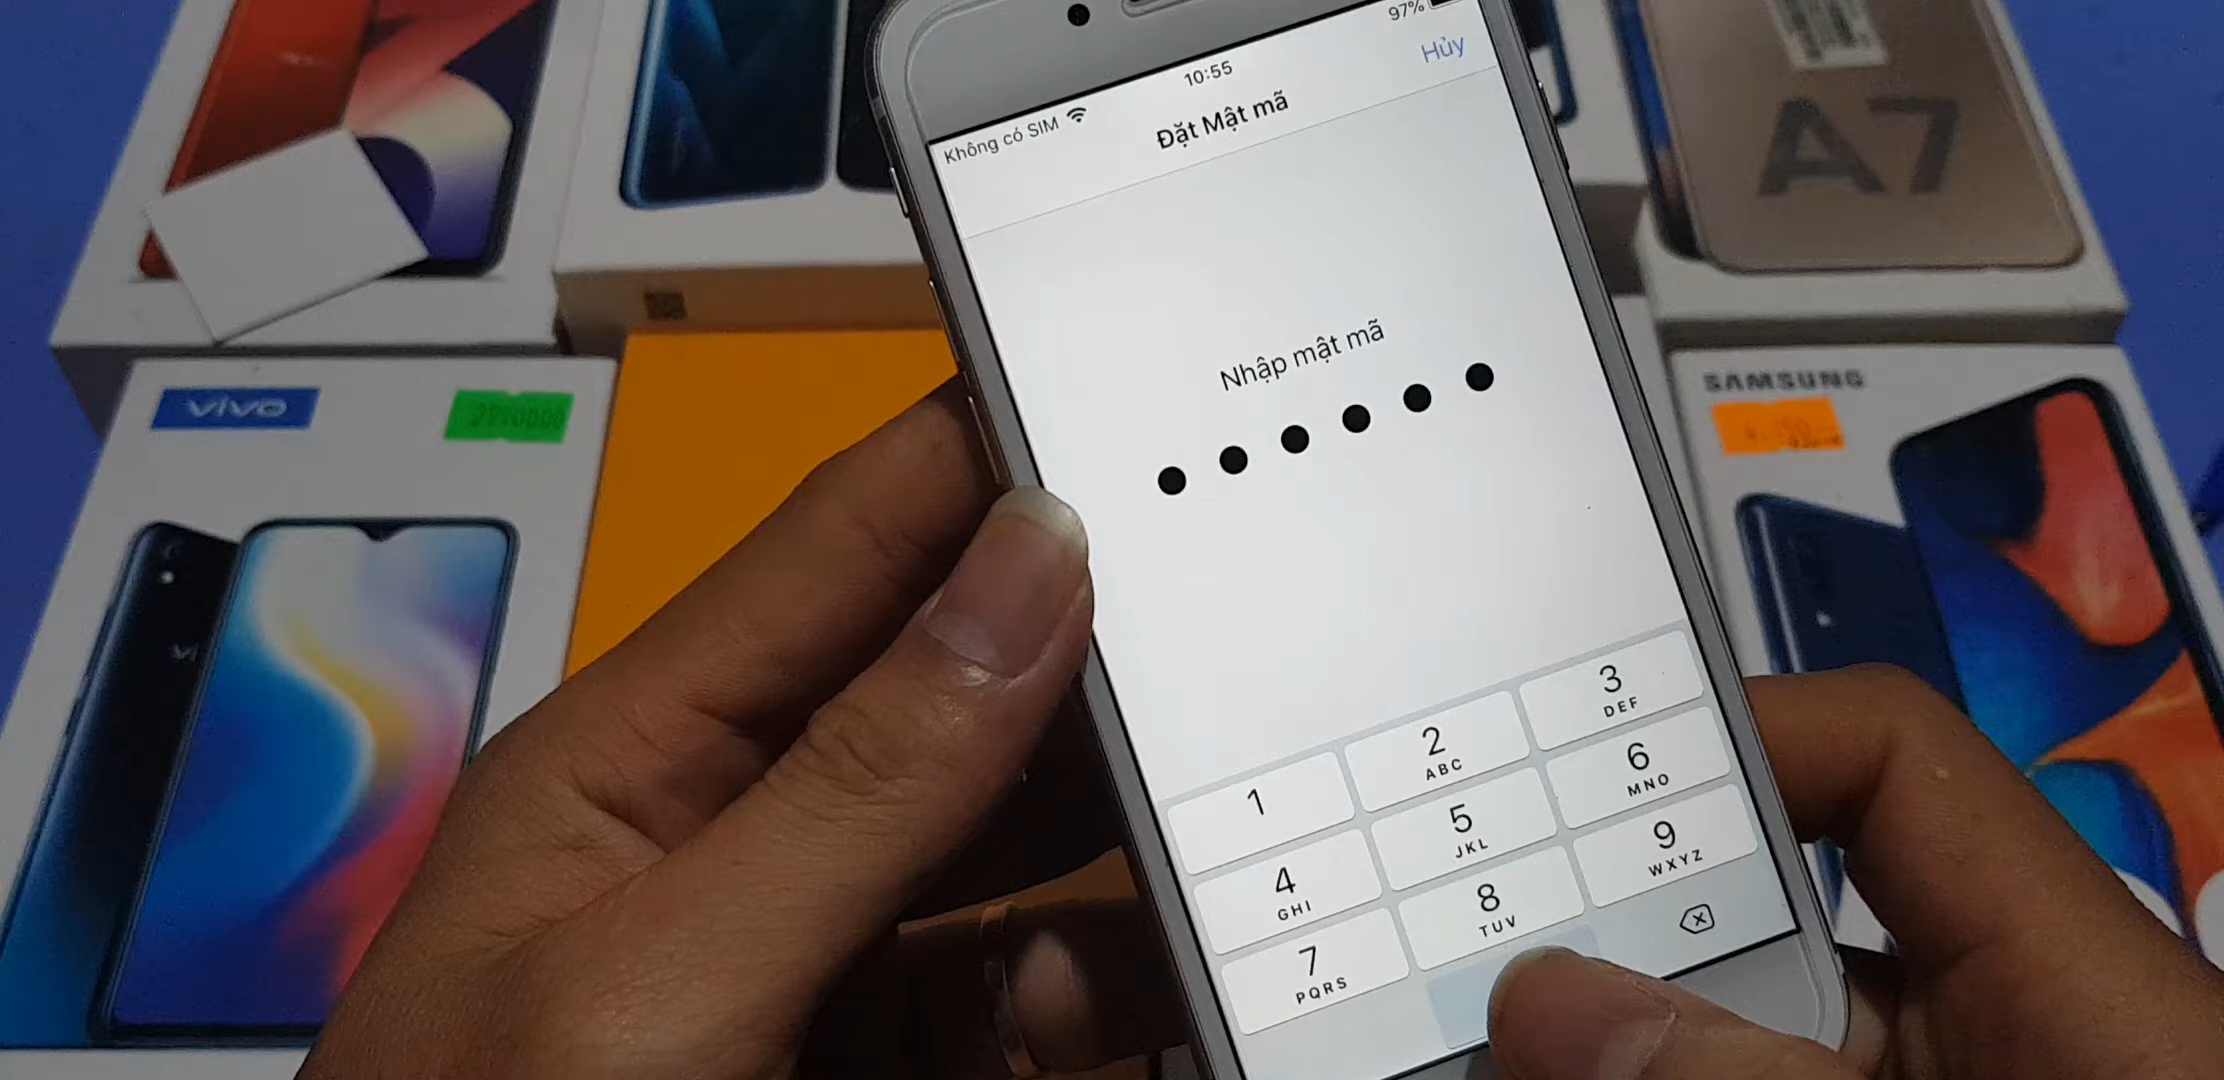 97%
10:55
Hủy
Không có SIM
Đặt Mật mã
A7
Nhập mật mã
SAMSUNG
vivo
1
2
ABC
3
DEF
4
GHI
5
JKL
6
MNO
7
PQRS
8
TUV
9
WXYZ